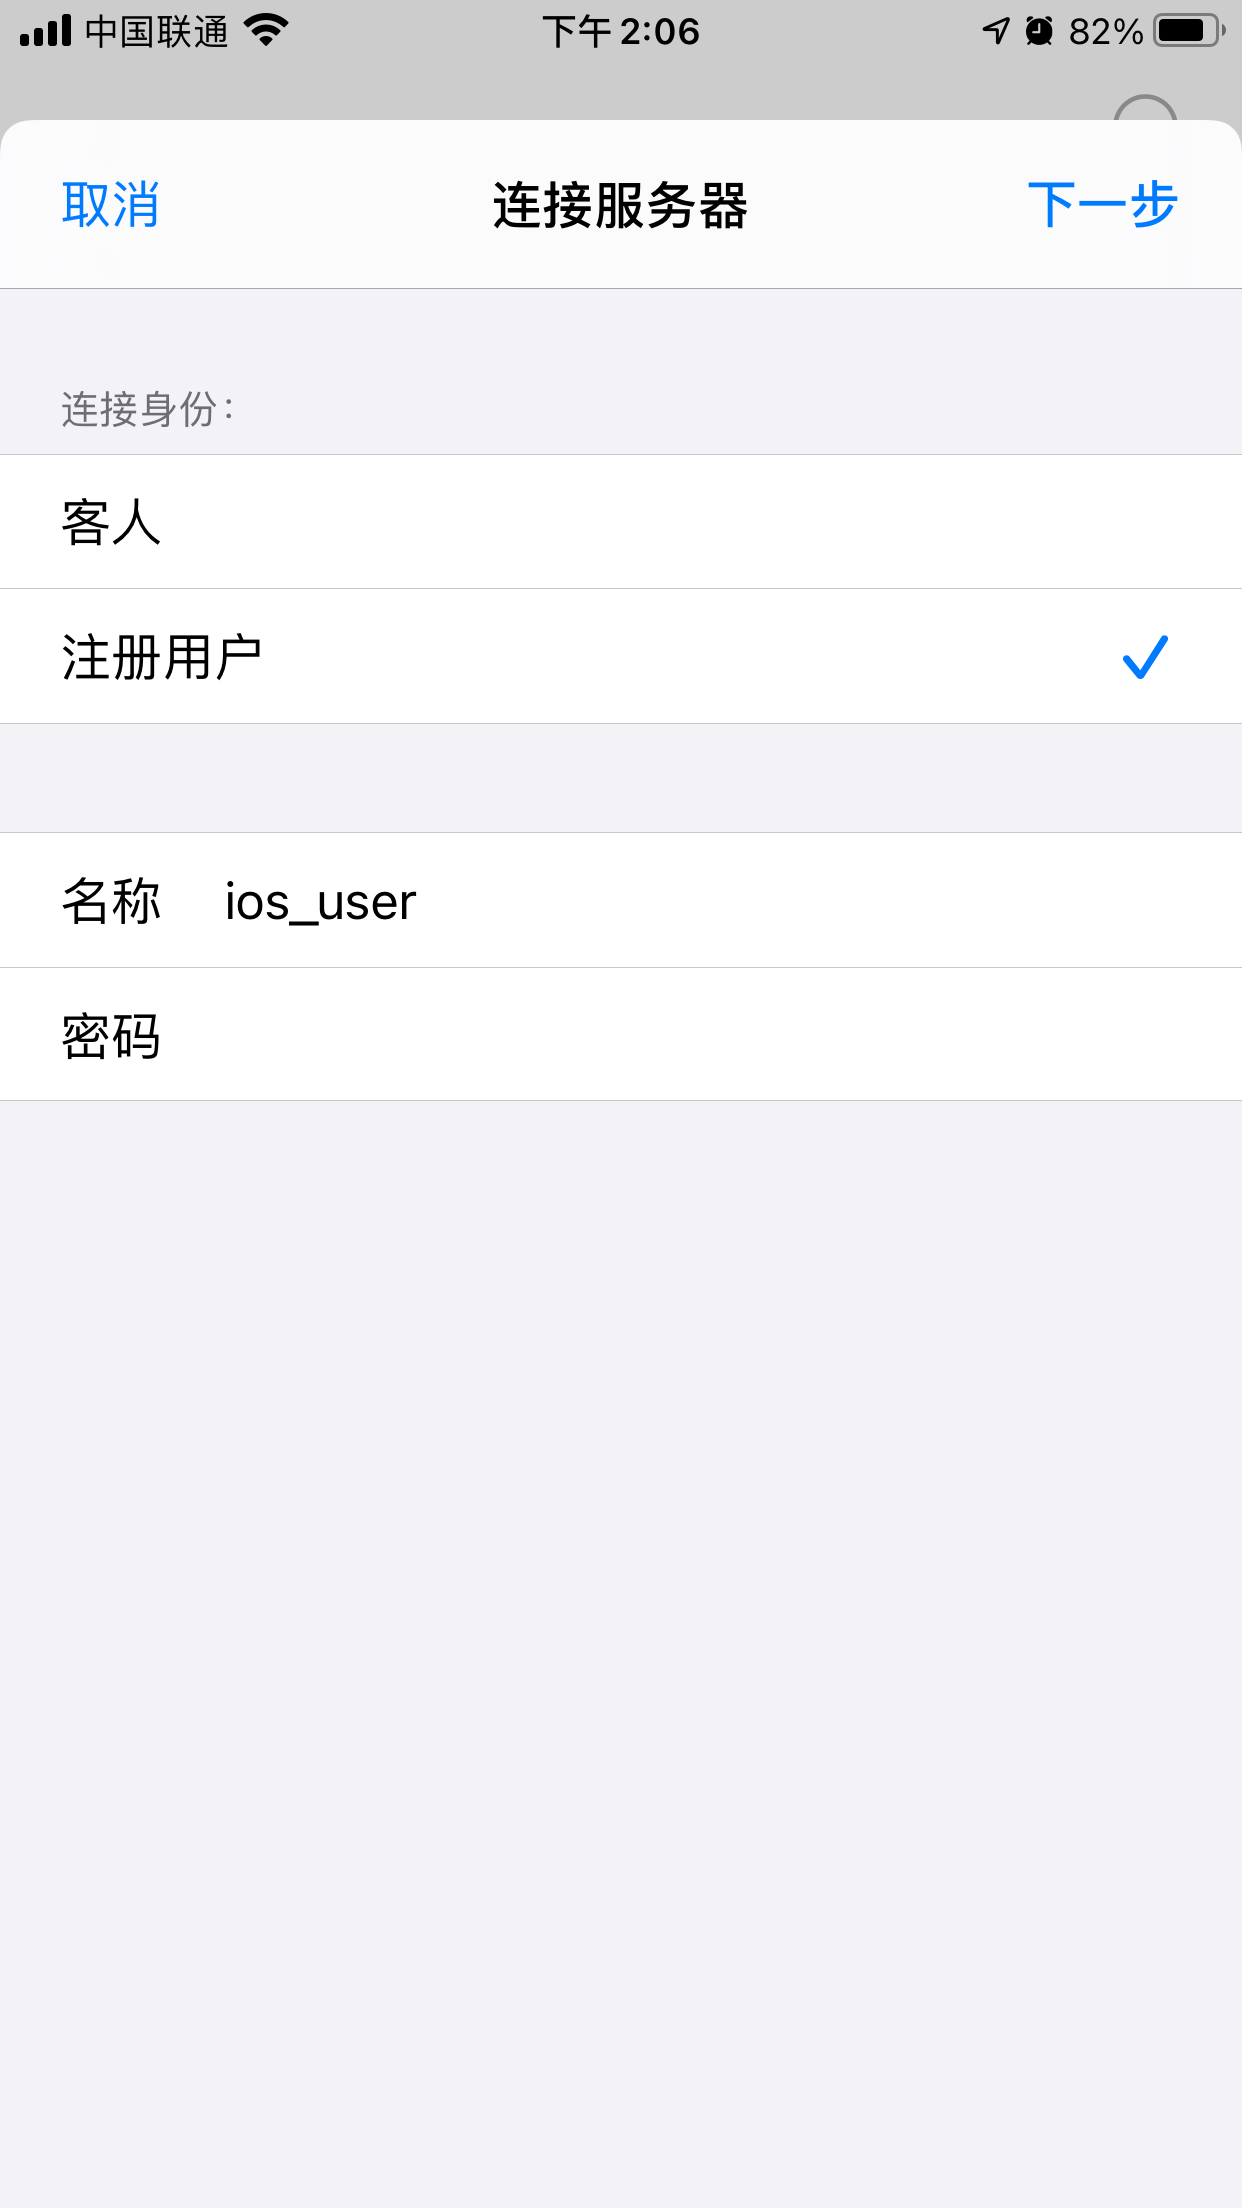 中国联通 下午 2:06 82%
取消 连接服务器 下一步
连接身份：
客人
注册用户
名称 ios_user
密码